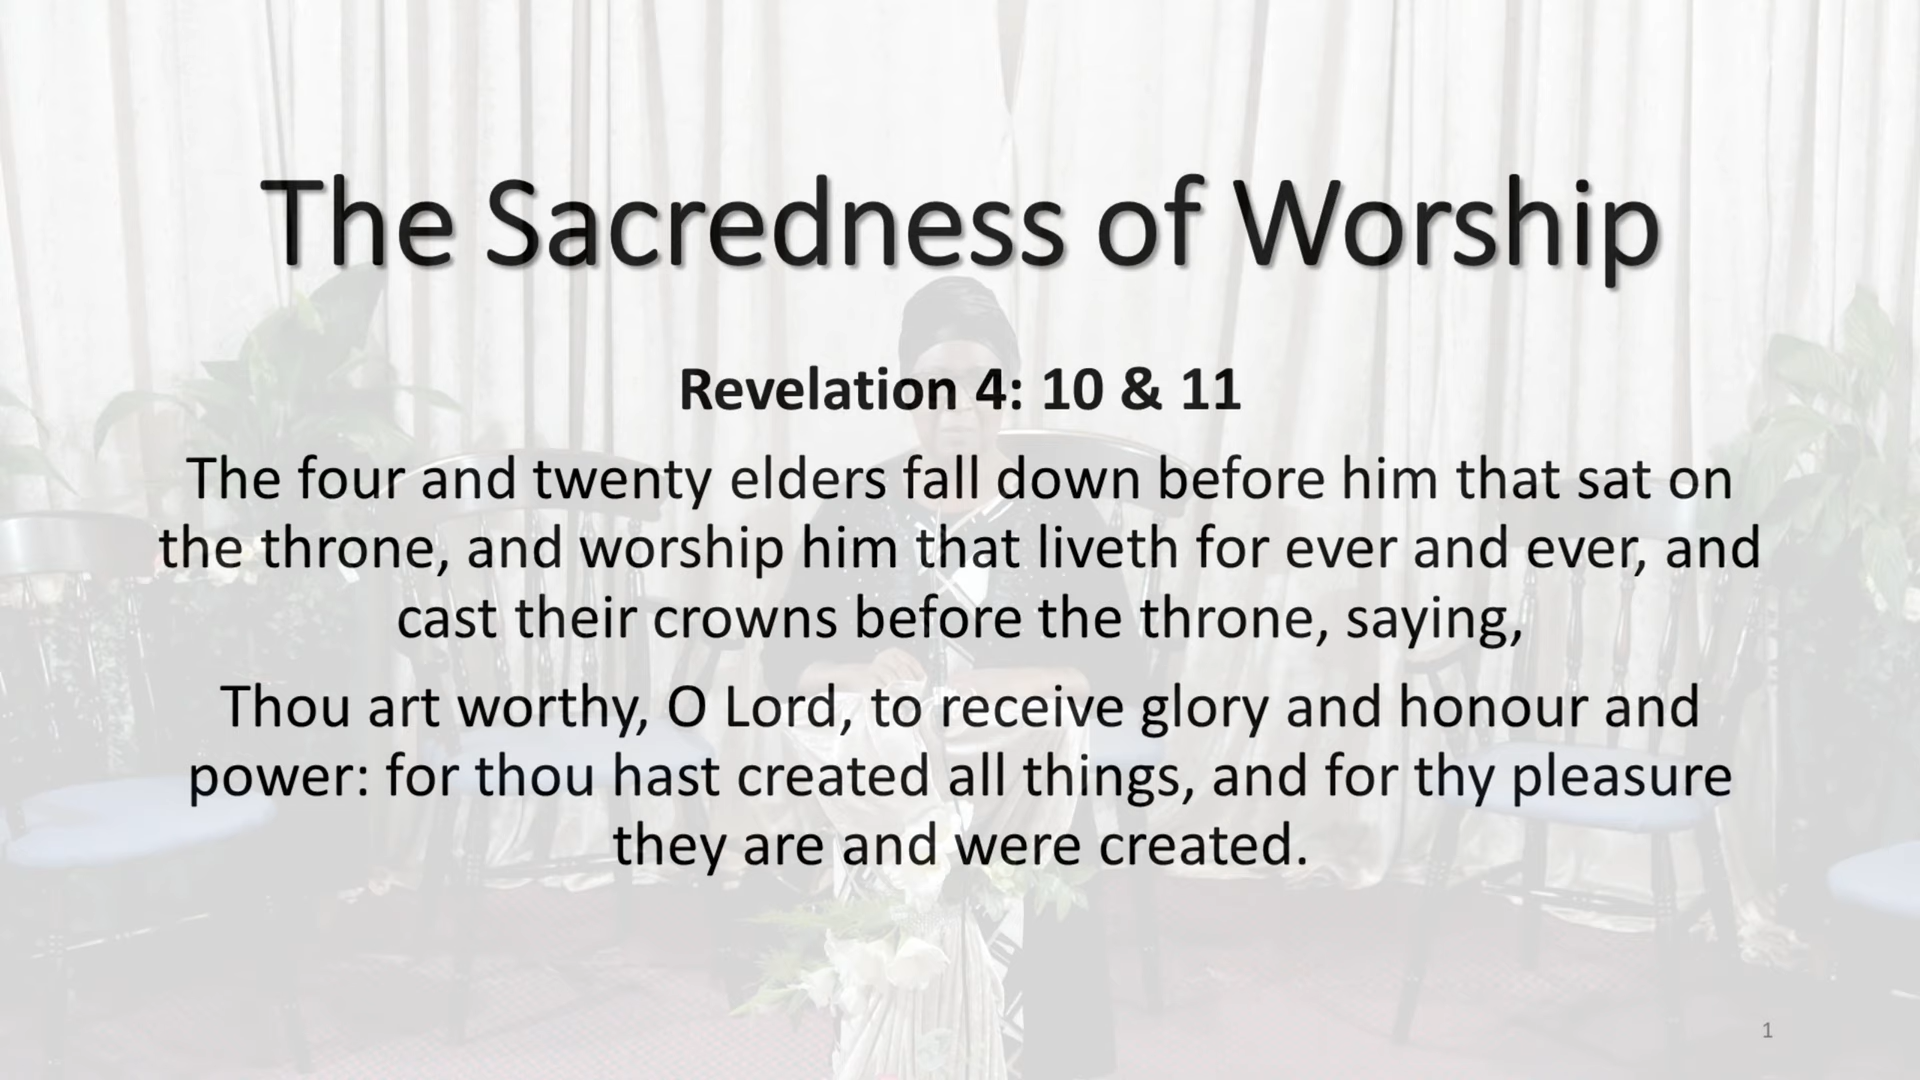 The Sacredness of Worship
Revelation 4: 10 & 11
The four and twenty elders fall down before him that sat on
the throne, and worship him that liveth for ever and ever, and
cast their crowns before the throne, saying,
Thou art worthy, O Lord, to receive glory and honour and
power: for thou hast created all things, and for thy pleasure
they are and were created.
1